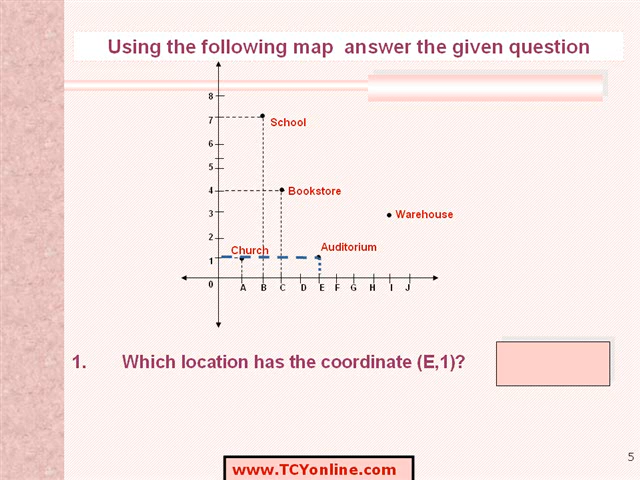 Using the following map answer the given question
8
7
School
6
5
4
Bookstore
3
Warehouse
2
Church
Auditorium
1
0
A B C D E F G H I J
1. Which location has the coordinate (E,1)?
5
www.TCYonline.com